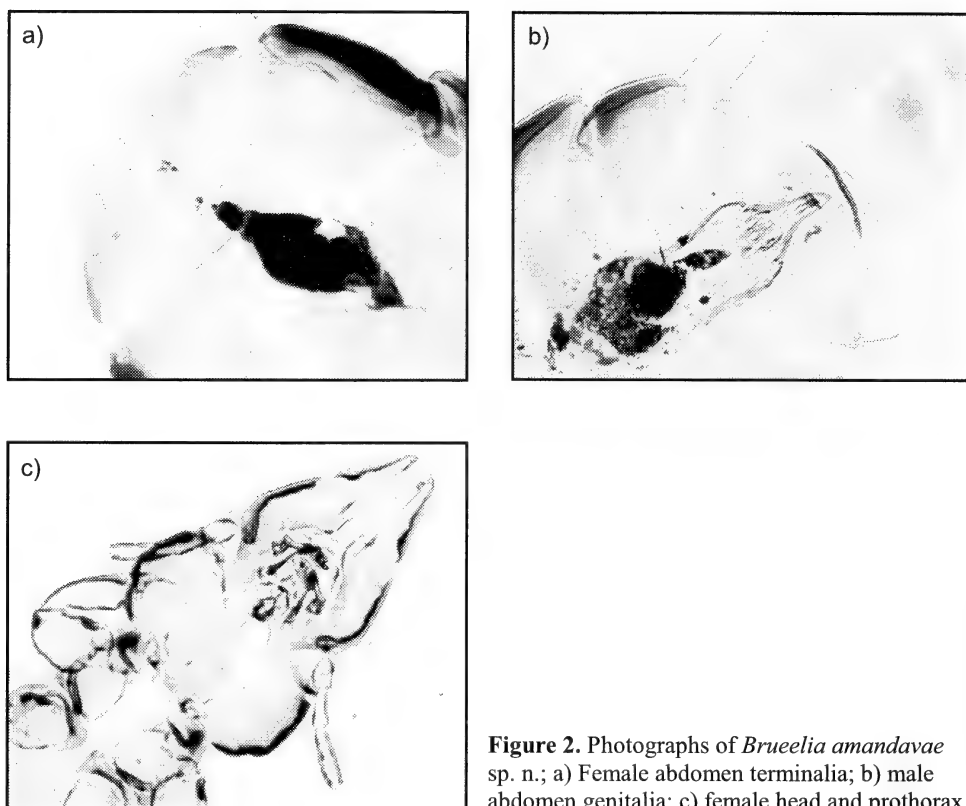 a)
b)
c)
Figure 2. Photographs of Brueelia amandavae
sp. n.; a) Female abdomen terminalia; b) male
abdomen genitalia; c) female head and prothorax